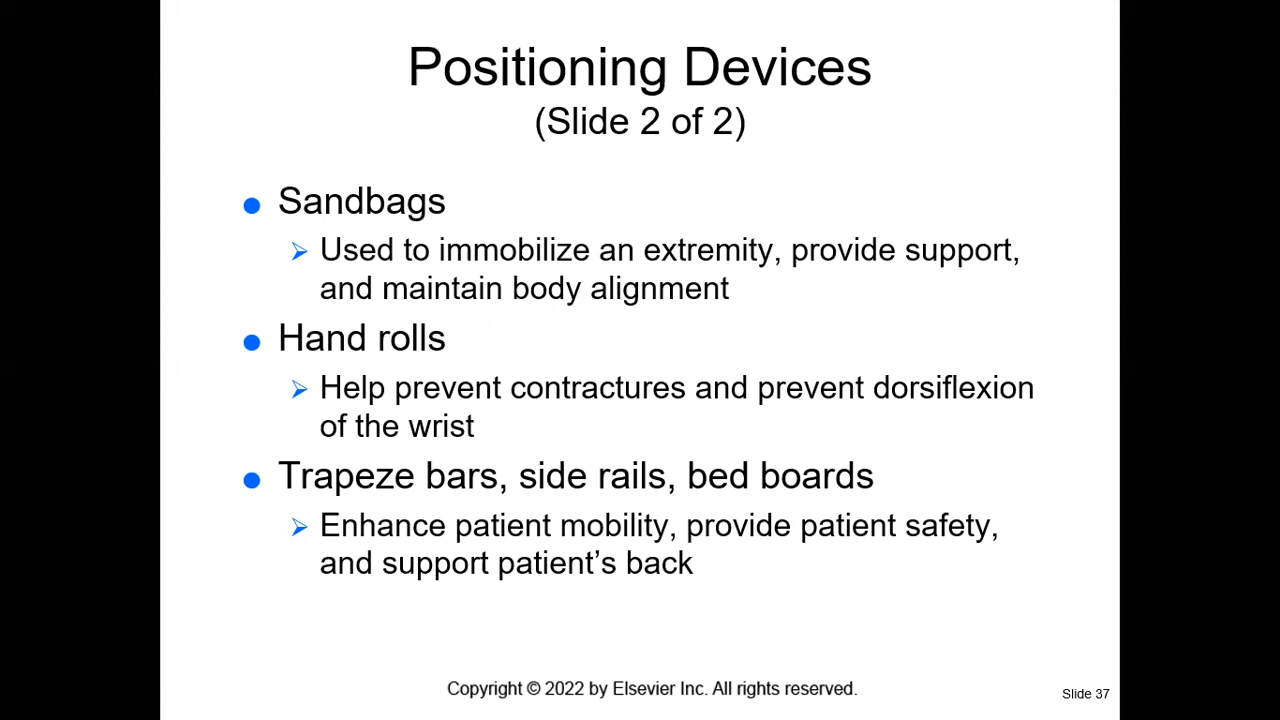 Positioning Devices
(Slide 2 of 2)
Sandbags
Used to immobilize an extremity, provide support,
and maintain body alignment
Hand rolls
Help prevent contractures and prevent dorsiflexion
of the wrist
Trapeze bars, side rails, bed boards
Enhance patient mobility, provide patient safety,
and support patient’s back
Copyright © 2022 by Elsevier Inc. All rights reserved.
Slide 37